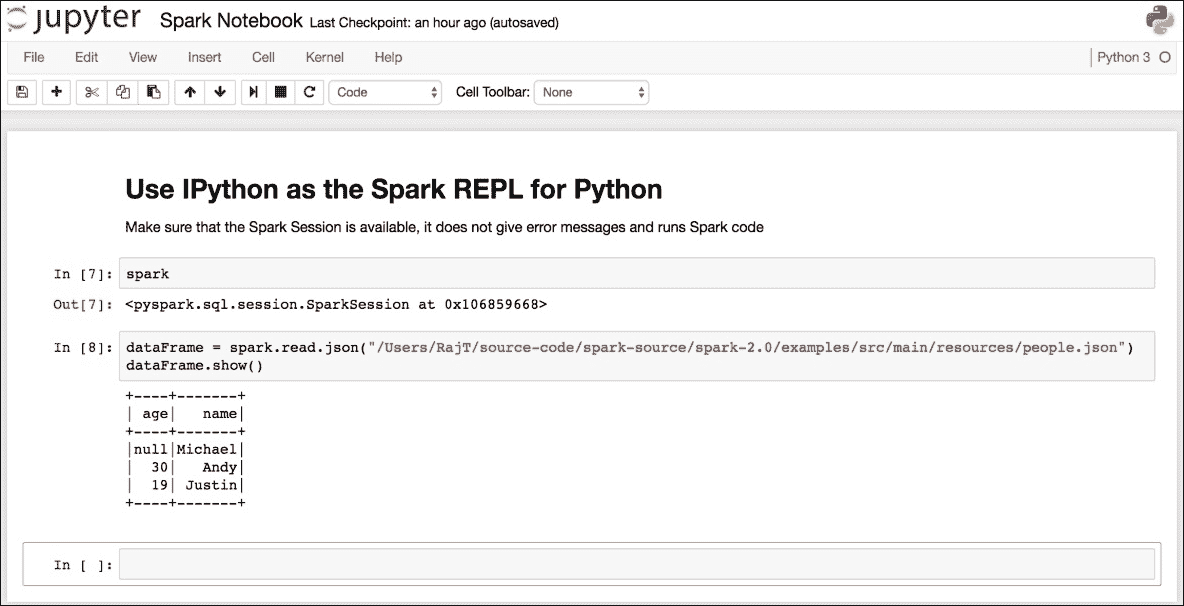 jupyter Spark Notebook Last Checkpoint: an hour ago (autosaved)
File Edit View Insert Cell Kernel Help Python 3
Code Cell Toolbar: None
Use IPython as the Spark REPL for Python
Make sure that the Spark Session is available, it does not give error messages and runs Spark code
In [7]: spark
Out[7]: <pyspark.sql.session.SparkSession at 0x106859668>
In [8]: dataFrame = spark.read.json("/Users/RajT/source-code/spark-source/spark-2.0/examples/src/main/resources/people.json")
dataFrame.show()
+----+-------+
| age|   name|
+----+-------+
|null|Michael|
|  30|   Andy|
|  19| Justin|
+----+-------+
In [ ]: